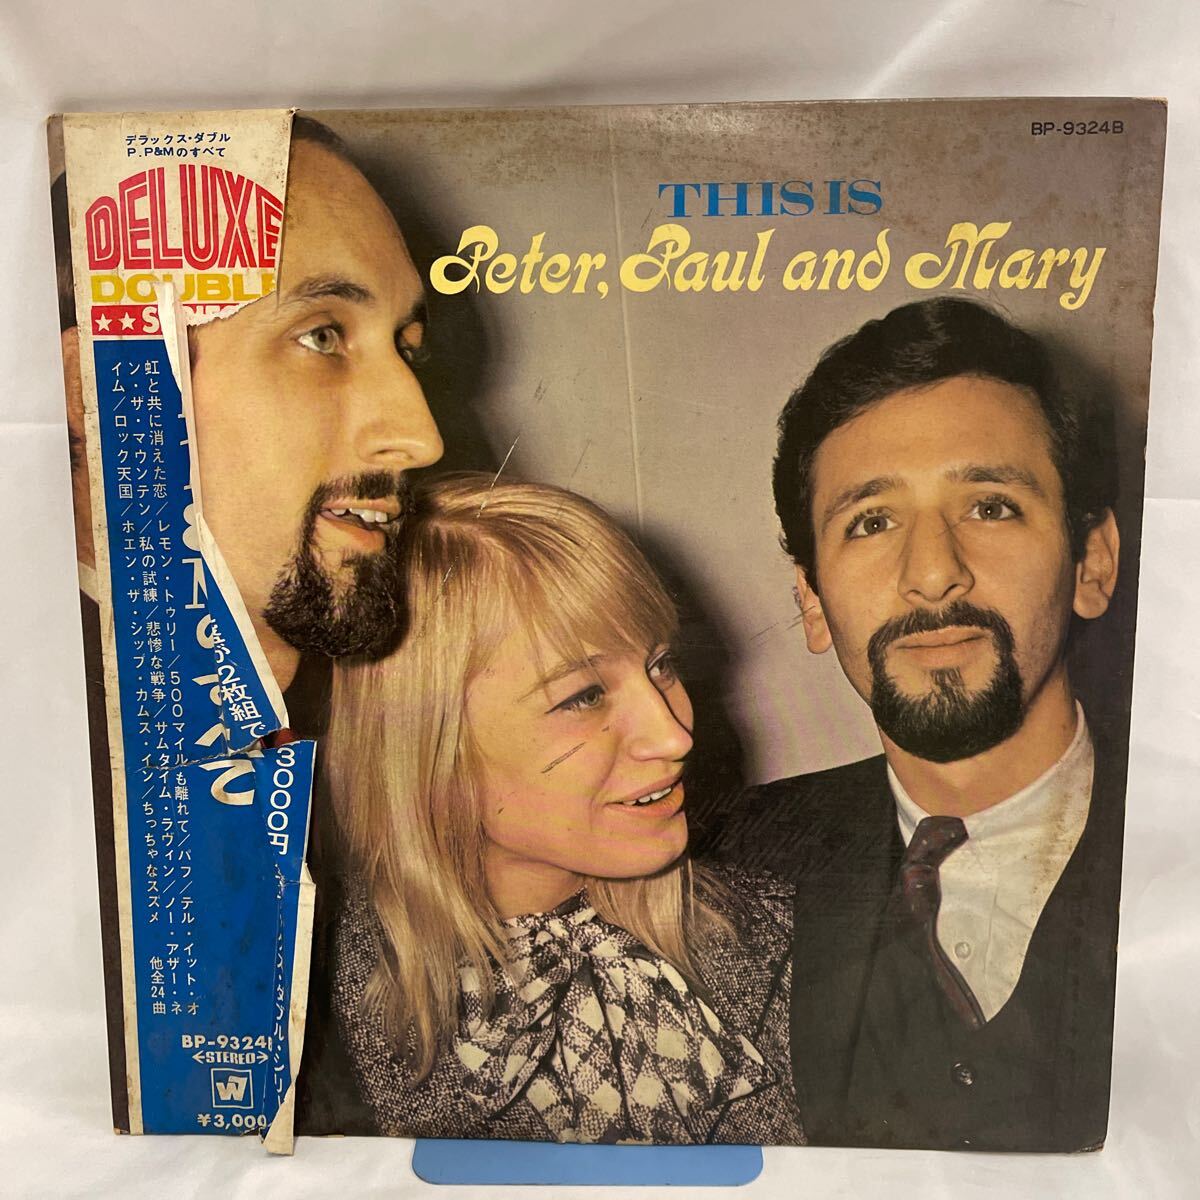 デラックス・ダブル
P.P&Mのすべて
DELUXE
DOUBLE
★★
虹と共に消えた恋/レモン・トゥリー/500マイルも離れて/パフ/テル・イット・オ
ン・ザ・マウンテン/私の試練/悲惨な戦争/サムタイム・ラヴィン/ノー・アザー・ネ
イム/ロック天国/ホエン・ザ・シップ・カムス・イン/ちっちゃなスズメ 他全24曲
が2枚組で
3000円
BP-9324B
STEREO
W
¥3,000
BP-9324B
THIS IS
Peter, Paul and Mary